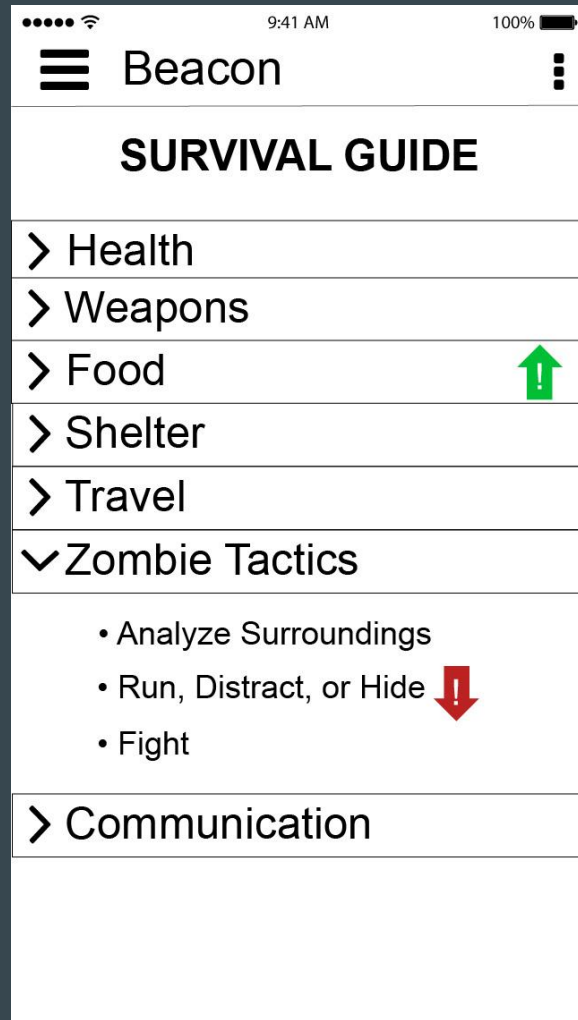 9:41 AM 100%
Beacon
SURVIVAL GUIDE
Health
Weapons
Food !
Shelter
Travel
Zombie Tactics
• Analyze Surroundings
• Run, Distract, or Hide !
• Fight
Communication